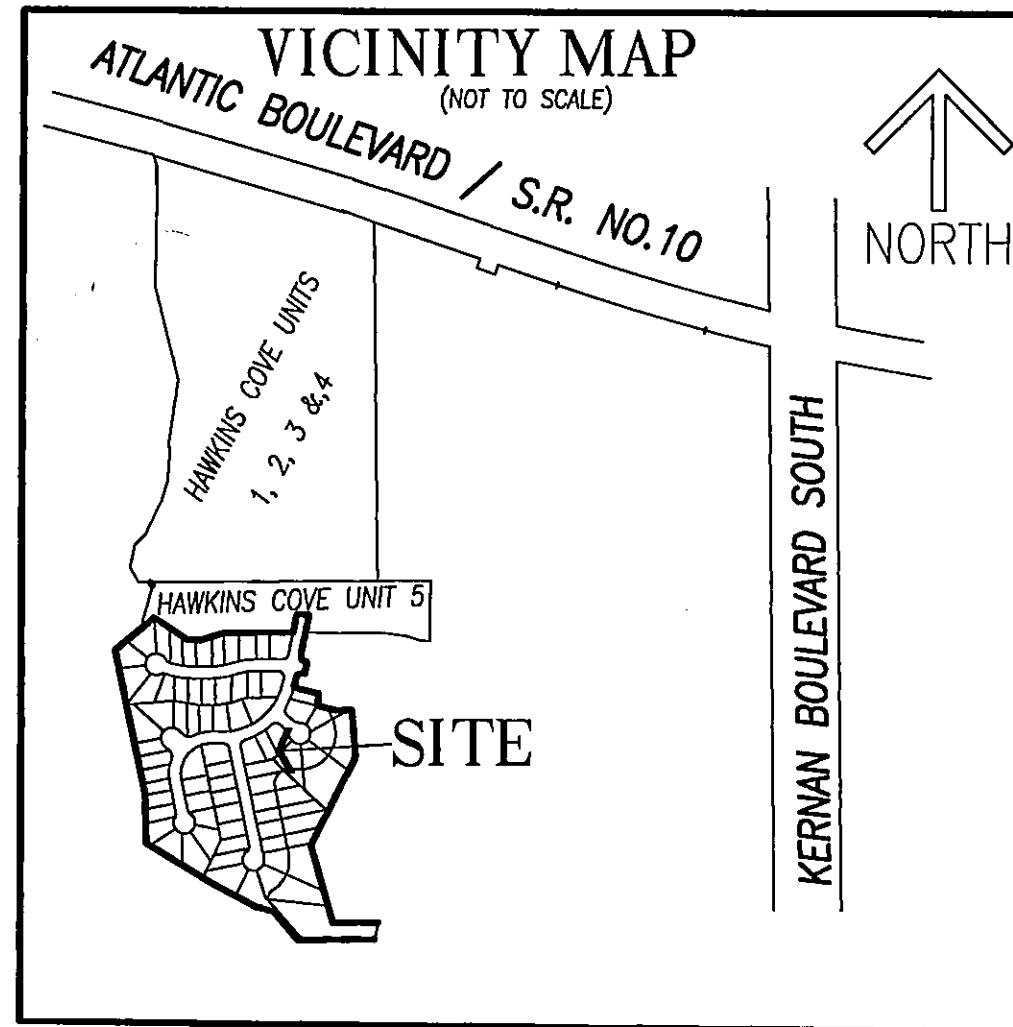 VICINITY MAP
(NOT TO SCALE)
ATLANTIC BOULEVARD / S.R. NO.10
NORTH
HAWKINS COVE UNITS
1, 2, 3 &,4
HAWKINS COVE UNIT 5
SITE
KERNAN BOULEVARD SOUTH